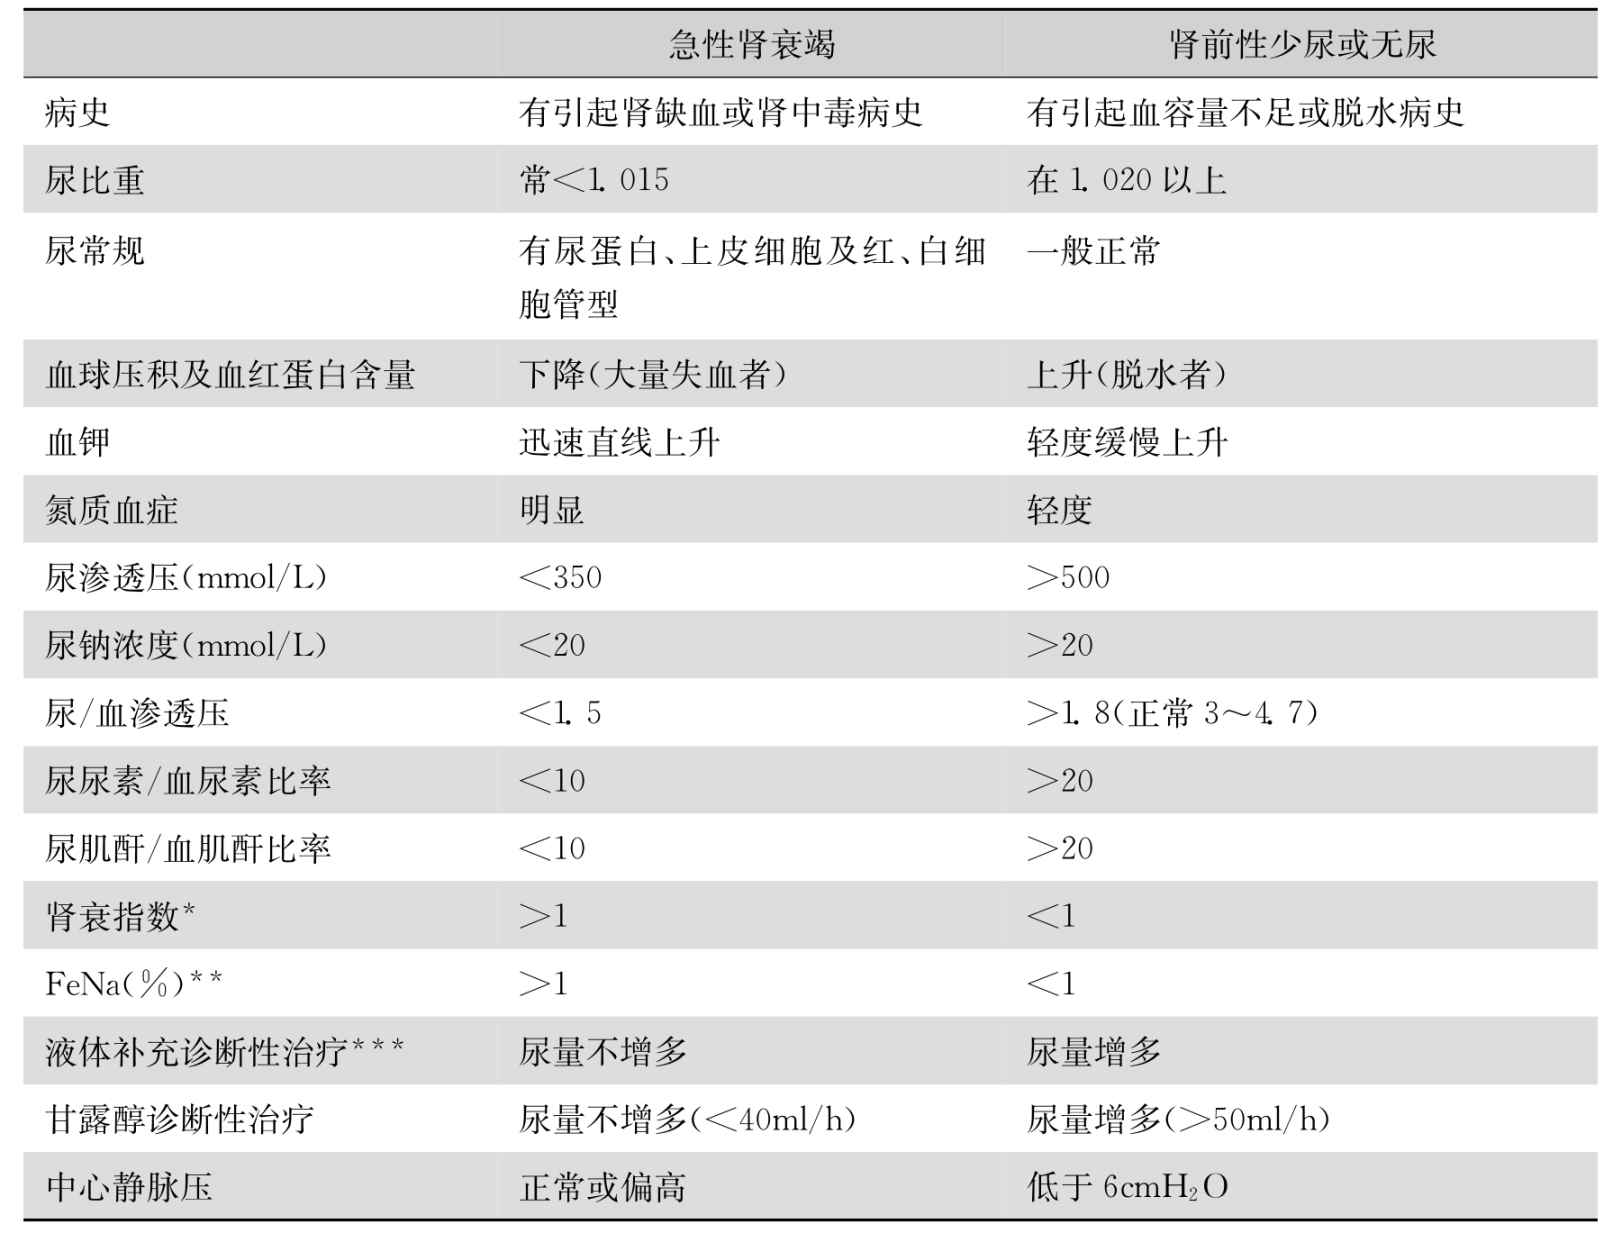 急性肾衰竭 肾前性少尿或无尿
病史 有引起肾缺血或肾中毒病史 有引起血容量不足或脱水病史
尿比重 常<1.015 在1.020以上
尿常规 有尿蛋白、上皮细胞及红、白细 一般正常
胞管型
血球压积及血红蛋白含量 下降(大量失血者) 上升(脱水者)
血钾 迅速直线上升 轻度缓慢上升
氮质血症 明显 轻度
尿渗透压(mmol/L) <350 >500
尿钠浓度(mmol/L) <20 >20
尿/血渗透压 <1.5 >1.8(正常3～4.7)
尿尿素/血尿素比率 <10 >20
尿肌酐/血肌酐比率 <10 >20
肾衰指数* >1 <1
FeNa(%)** >1 <1
液体补充诊断性治疗*** 尿量不增多 尿量增多
甘露醇诊断性治疗 尿量不增多(<40ml/h) 尿量增多(>50ml/h)
中心静脉压 正常或偏高 低于6cmH₂O